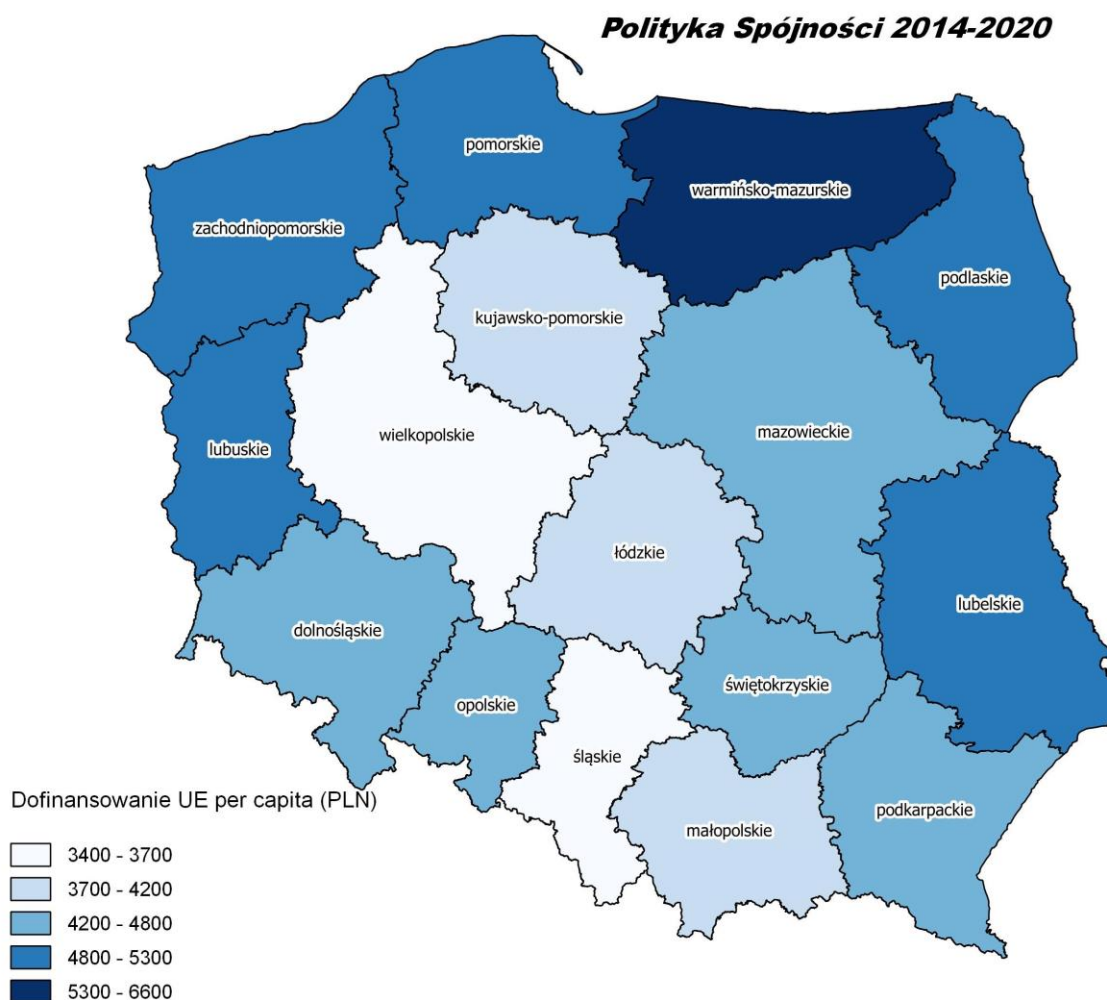 Polityka Spójności 2014-2020
pomorskie
warmińsko-mazurskie
zachodniopomorskie
podlaskie
kujawsko-pomorskie
wielkopolskie
mazowieckie
lubuskie
łódzkie
lubelskie
dolnośląskie
świętokrzyskie
opolskie
śląskie
podkarpackie
małopolskie
Dofinansowanie UE per capita (PLN)
3400 - 3700
3700 - 4200
4200 - 4800
4800 - 5300
5300 - 6600